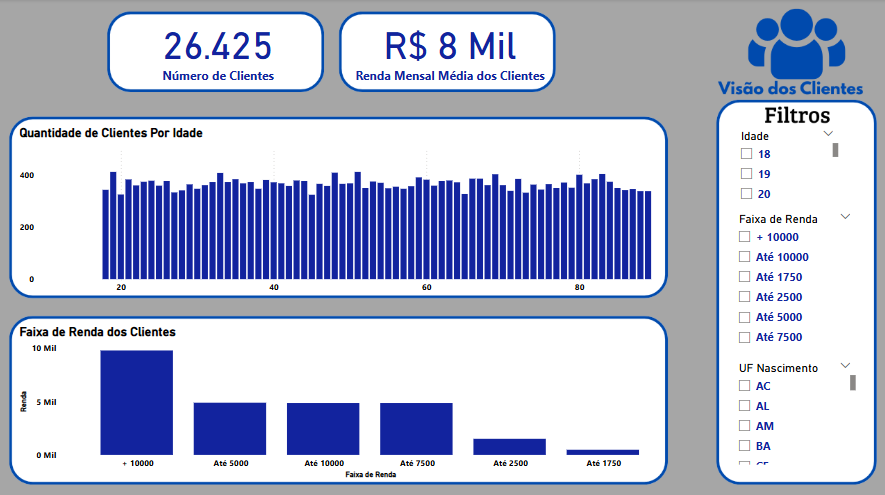 26.425
Número de Clientes
R$ 8 Mil
Renda Mensal Média dos Clientes
Visão dos Clientes
Quantidade de Clientes Por Idade
400
200
0
20
40
60
80
Faixa de Renda dos Clientes
10 Mil
5 Mil
0 Mil
Renda
+ 10000
Até 5000
Até 10000
Até 7500
Até 2500
Até 1750
Faixa de Renda
Filtros
Idade
18
19
20
Faixa de Renda
+ 10000
Até 10000
Até 1750
Até 2500
Até 5000
Até 7500
UF Nascimento
AC
AL
AM
BA